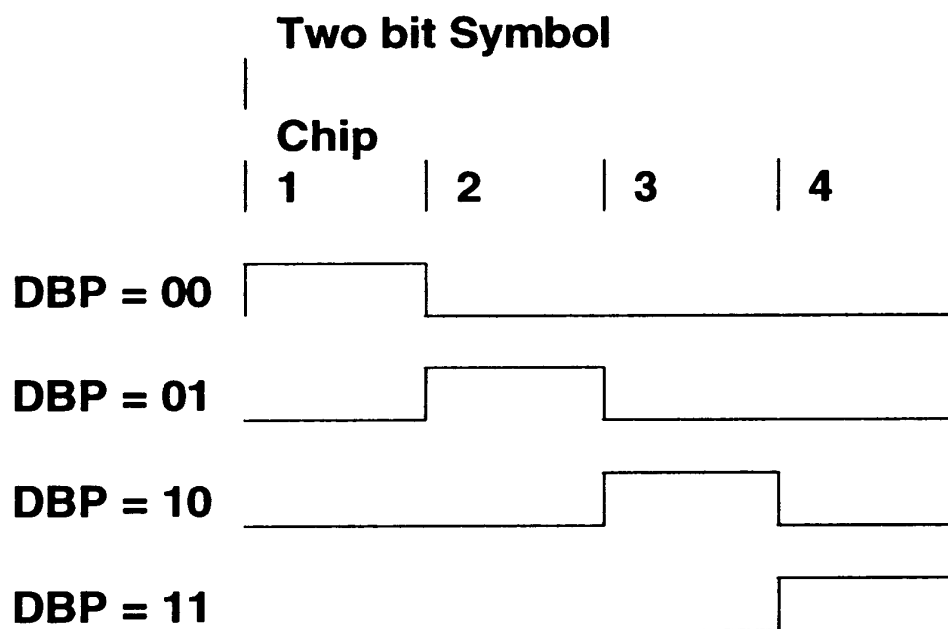 Two bit Symbol
Chip
1 2 3 4
DBP = 00
DBP = 01
DBP = 10
DBP = 11